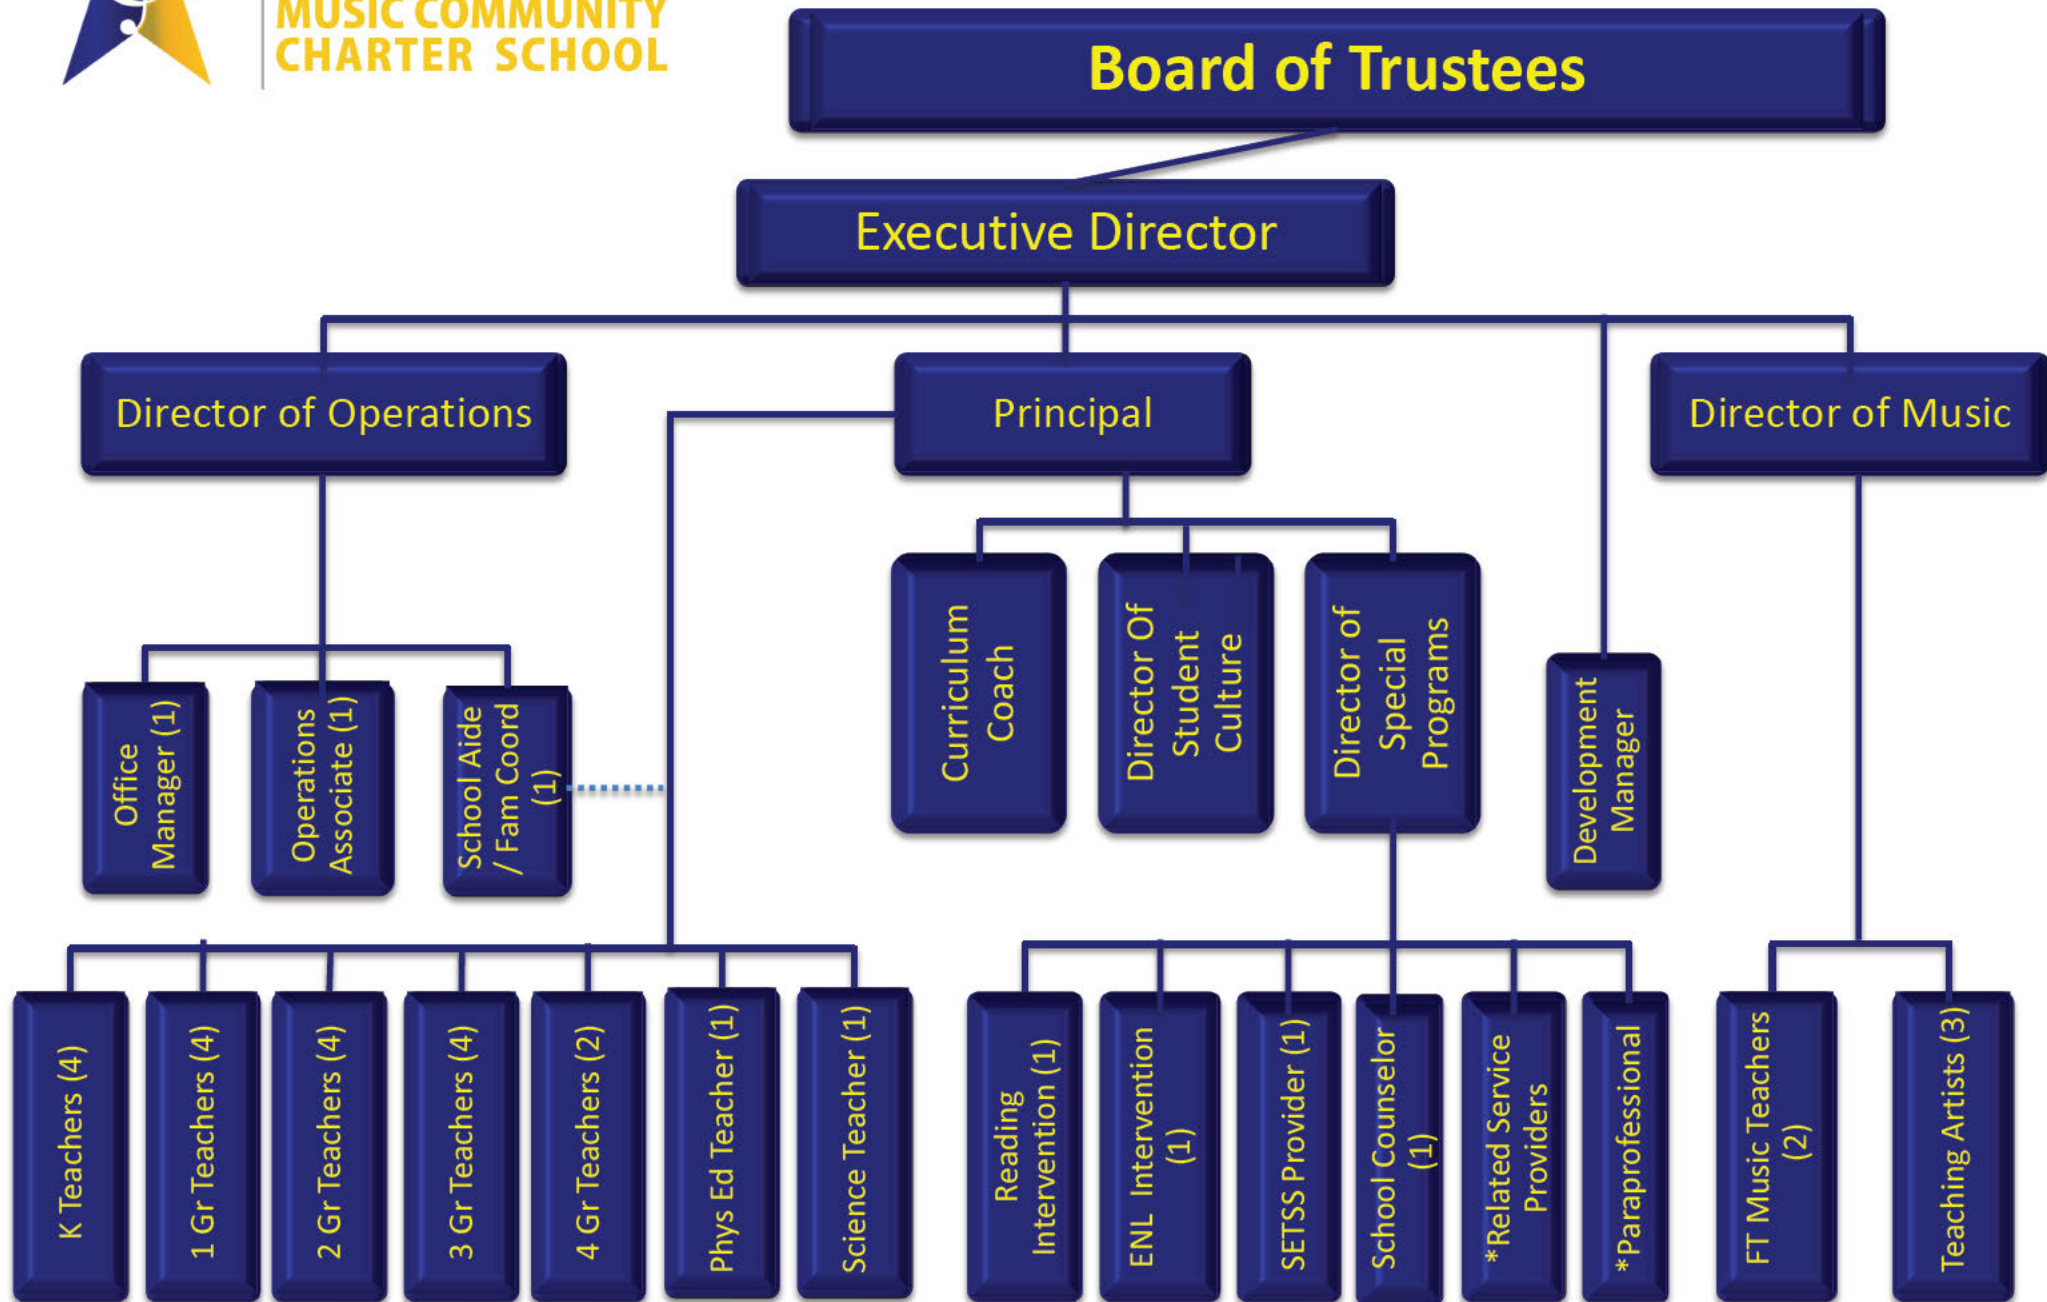 MUSIC COMMUNITY
CHARTER SCHOOL
Board of Trustees
Executive Director
Director of Operations
Principal
Director of Music
Curriculum
Coach
Director Of
Student
Culture
Director of
Special
Programs
Development
Manager
Office
Manager (1)
Operations
Associate (1)
School Aide
/ Fam Coord
(1)
K Teachers (4)
1 Gr Teachers (4)
2 Gr Teachers (4)
3 Gr Teachers (4)
4 Gr Teachers (2)
Phys Ed Teacher (1)
Science Teacher (1)
Reading
Intervention (1)
ENL Intervention
(1)
SETSS Provider (1)
School Counselor
(1)
*Related Service
Providers
*Paraprofessional
FT Music Teachers
(2)
Teaching Artists (3)